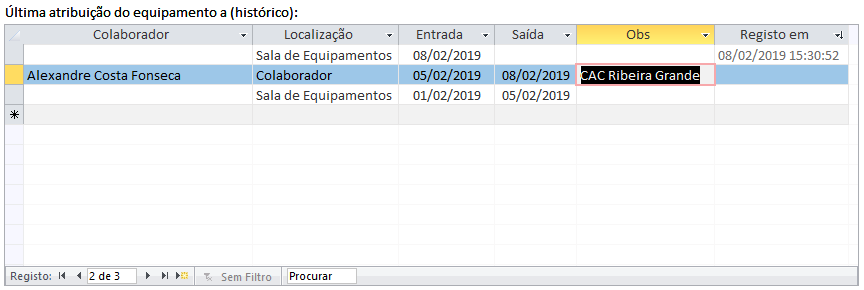 Última atribuição do equipamento a (histórico):
Colaborador Localização Entrada Saída Obs Registo em
Sala de Equipamentos 08/02/2019 08/02/2019 15:30:52
Alexandre Costa Fonseca Colaborador 05/02/2019 08/02/2019 CAC Ribeira Grande
Sala de Equipamentos 01/02/2019 05/02/2019
Registo: 2 de 3 Sem Filtro Procurar